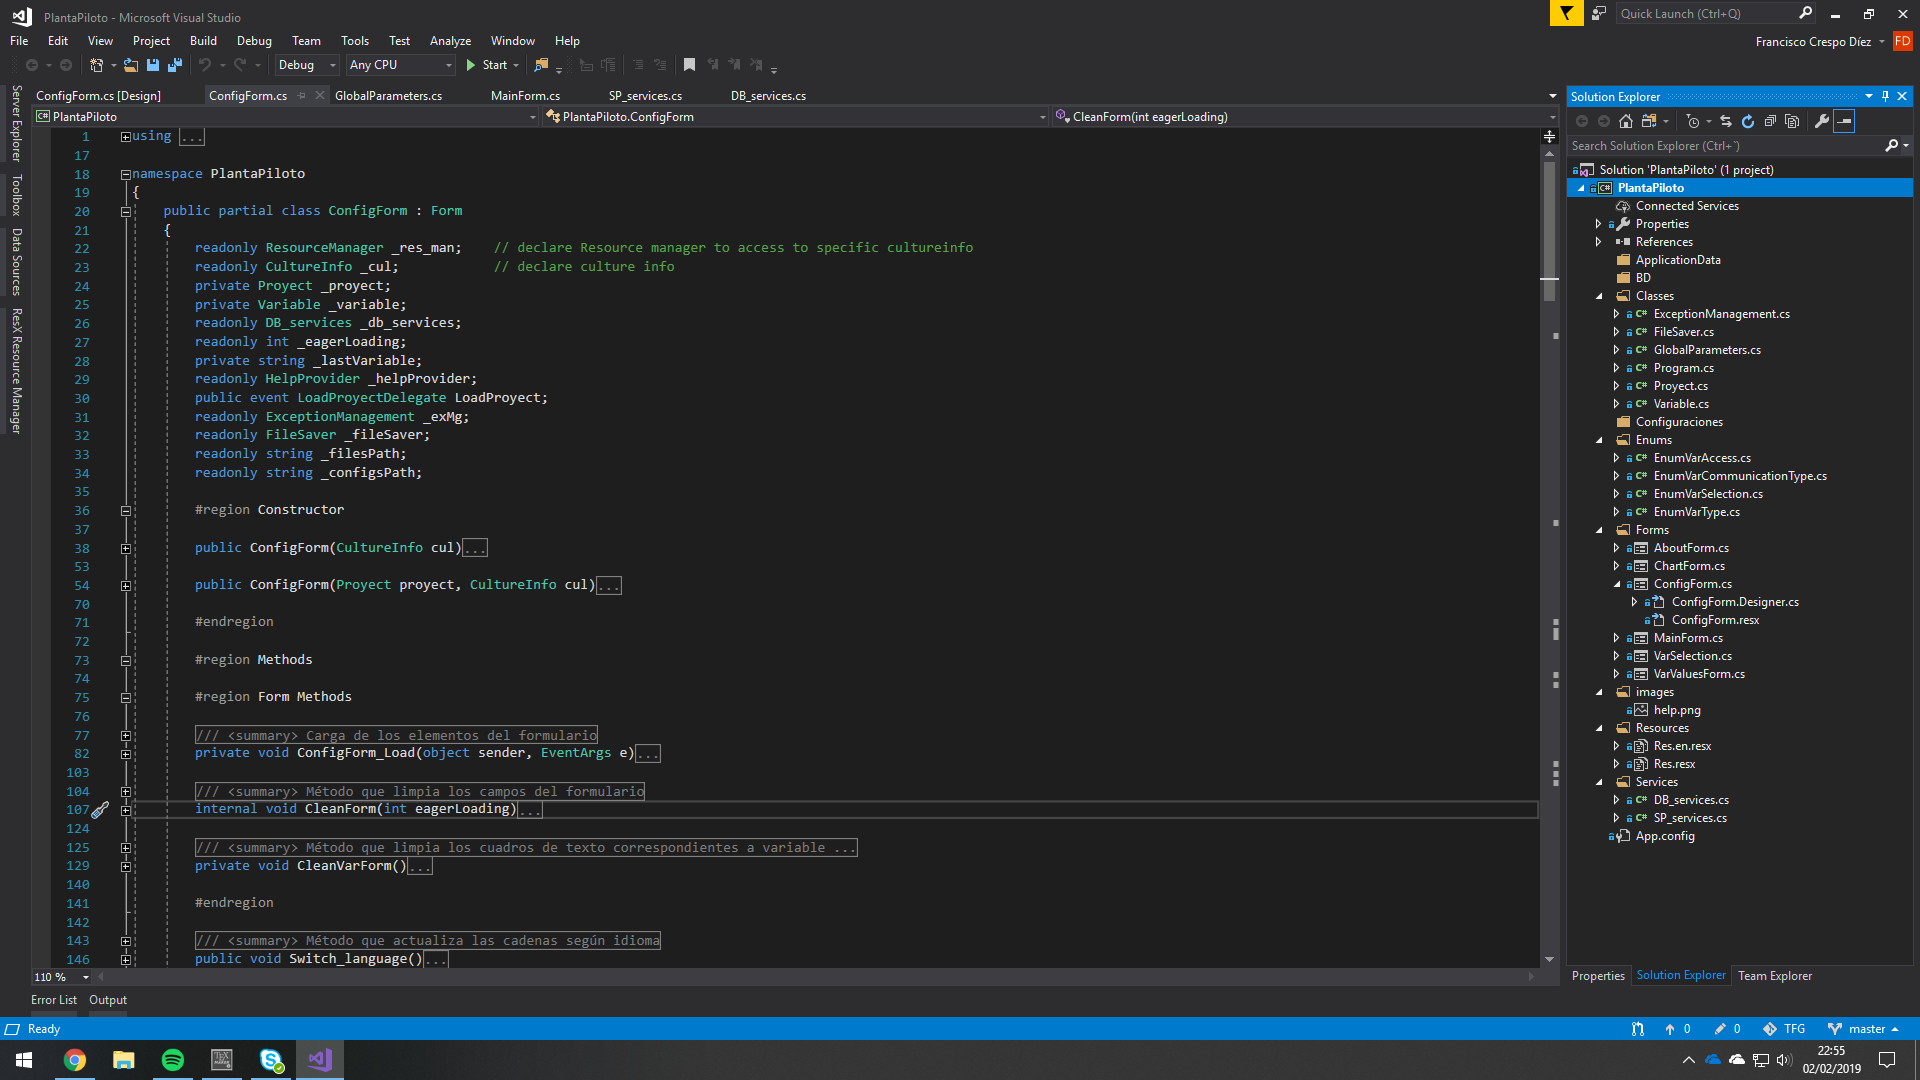 PlantaPiloto - Microsoft Visual Studio
Quick Launch (Ctrl+Q)
File Edit View Project Build Debug Team Tools Test Analyze Window Help
Francisco Crespo Díez FD
Debug Any CPU Start
ConfigForm.cs [Design] ConfigForm.cs GlobalParameters.cs MainForm.cs SP_services.cs DB_services.cs
PlantaPiloto PlantaPiloto.ConfigForm CleanForm(int eagerLoading)
Server Explorer
Toolbox
Data Sources
ResX Resource Manager
1 using ...
17
18 namespace PlantaPiloto
19 {
20 public partial class ConfigForm : Form
21 {
22 readonly ResourceManager _res_man; // declare Resource manager to access to specific cultureinfo
23 readonly CultureInfo _cul; // declare culture info
24 private Proyect _proyect;
25 private Variable _variable;
26 readonly DB_services _db_services;
27 readonly int _eagerLoading;
28 private string _lastVariable;
29 readonly HelpProvider _helpProvider;
30 public event LoadProyectDelegate LoadProyect;
31 readonly ExceptionManagement _exMg;
32 readonly FileSaver _fileSaver;
33 readonly string _filesPath;
34 readonly string _configsPath;
35
36 #region Constructor
37
38 public ConfigForm(CultureInfo cul)...
53
54 public ConfigForm(Proyect proyect, CultureInfo cul)...
70
71 #endregion
72
73 #region Methods
74
75 #region Form Methods
76
77 /// <summary> Carga de los elementos del formulario
82 private void ConfigForm_Load(object sender, EventArgs e)...
103
104 /// <summary> Método que limpia los campos del formulario
107 internal void CleanForm(int eagerLoading)...
124
125 /// <summary> Método que limpia los cuadros de texto correspondientes a variable ...
129 private void CleanVarForm()...
140
141 #endregion
142
143 /// <summary> Método que actualiza las cadenas según idioma
146 public void Switch_language()...
110 %
Solution Explorer
Search Solution Explorer (Ctrl+`)
Solution 'PlantaPiloto' (1 project)
C# PlantaPiloto
Connected Services
Properties
References
ApplicationData
BD
Classes
C# ExceptionManagement.cs
C# FileSaver.cs
C# GlobalParameters.cs
C# Program.cs
C# Proyect.cs
C# Variable.cs
Configuraciones
Enums
C# EnumVarAccess.cs
C# EnumVarCommunicationType.cs
C# EnumVarSelection.cs
C# EnumVarType.cs
Forms
AboutForm.cs
ChartForm.cs
ConfigForm.cs
ConfigForm.Designer.cs
ConfigForm.resx
MainForm.cs
VarSelection.cs
VarValuesForm.cs
images
help.png
Resources
Res.en.resx
Res.resx
Services
C# DB_services.cs
C# SP_services.cs
App.config
Properties Solution Explorer Team Explorer
Error List Output
Ready 0 0 TFG master
22:55
02/02/2019